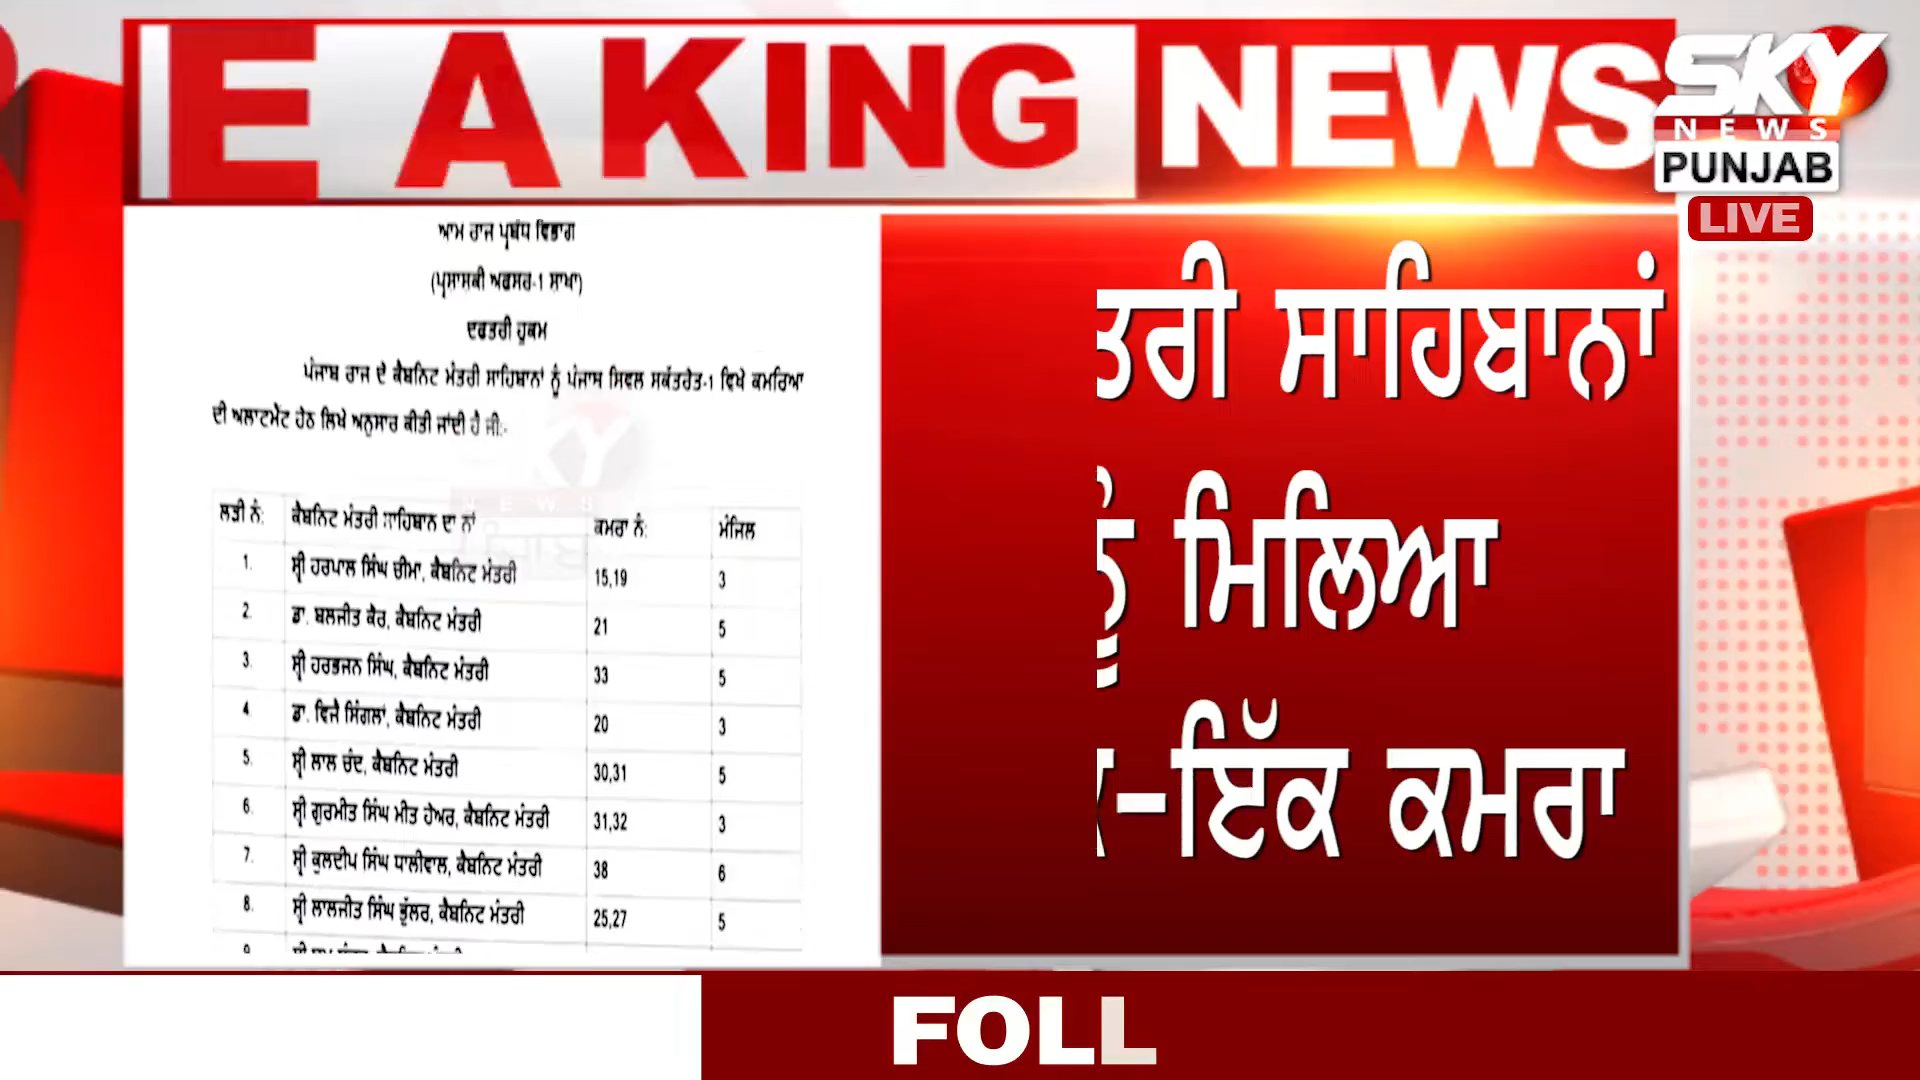 EAKING NEWS
SKY
NEWS
PUNJAB
LIVE
ਆਮ ਰਾਜ ਪ੍ਰਬੰਧ ਵਿਭਾਗ
(ਪ੍ਰਸਾਸਕੀ ਅਫਸਰ-1 ਸ਼ਾਖਾ)
ਦਫਤਰੀ ਹੁਕਮ
ਪੰਜਾਬ ਰਾਜ ਦੇ ਕੈਬਨਿਟ ਮੰਤਰੀ ਸਾਹਿਬਾਨਾਂ ਨੂੰ ਪੰਜਾਬ ਸਿਵਲ ਸਕੱਤਰੇਤ-1 ਵਿਖੇ ਕਮਰਿਆ
ਦੀ ਅਲਾਟਮੈਂਟ ਹੇਠ ਲਿਖੇ ਅਨੁਸਾਰ ਕੀਤੀ ਜਾਂਦੀ ਹੈ ਜੀ:-
ਲੜੀ ਨੰ: ਕੈਬਨਿਟ ਮੰਤਰੀ ਸਾਹਿਬਾਨ ਦਾ ਨਾਂ ਕਮਰਾ ਨੰ: ਮੰਜਿਲ
1. ਸ੍ਰੀ ਹਰਪਾਲ ਸਿੰਘ ਚੀਮਾ, ਕੈਬਨਿਟ ਮੰਤਰੀ 15,19 3
2. ਡਾ. ਬਲਜੀਤ ਕੌਰ, ਕੈਬਨਿਟ ਮੰਤਰੀ 21 5
3. ਸ੍ਰੀ ਹਰਭਜਨ ਸਿੰਘ, ਕੈਬਨਿਟ ਮੰਤਰੀ 33 5
4. ਡਾ. ਵਿਜੈ ਸਿੰਗਲਾਂ, ਕੈਬਨਿਟ ਮੰਤਰੀ 20 3
5. ਸ੍ਰੀ ਲਾਲ ਚੰਦ, ਕੈਬਨਿਟ ਮੰਤਰੀ 30,31 5
6. ਸ੍ਰੀ ਗੁਰਮੀਤ ਸਿੰਘ ਮੀਤ ਹੇਅਰ, ਕੈਬਨਿਟ ਮੰਤਰੀ 31,32 3
7. ਸ੍ਰੀ ਕੁਲਦੀਪ ਸਿੰਘ ਧਾਲੀਵਾਲ, ਕੈਬਨਿਟ ਮੰਤਰੀ 38 6
8. ਸ੍ਰੀ ਲਾਲਜੀਤ ਸਿੰਘ ਭੁੱਲਰ, ਕੈਬਨਿਟ ਮੰਤਰੀ 25,27 5
ਤਰੀ ਸਾਹਿਬਾਨਾਂ
ਨੂੰ ਮਿਲਿਆ
-ਇੱਕ ਕਮਰਾ
FOLL